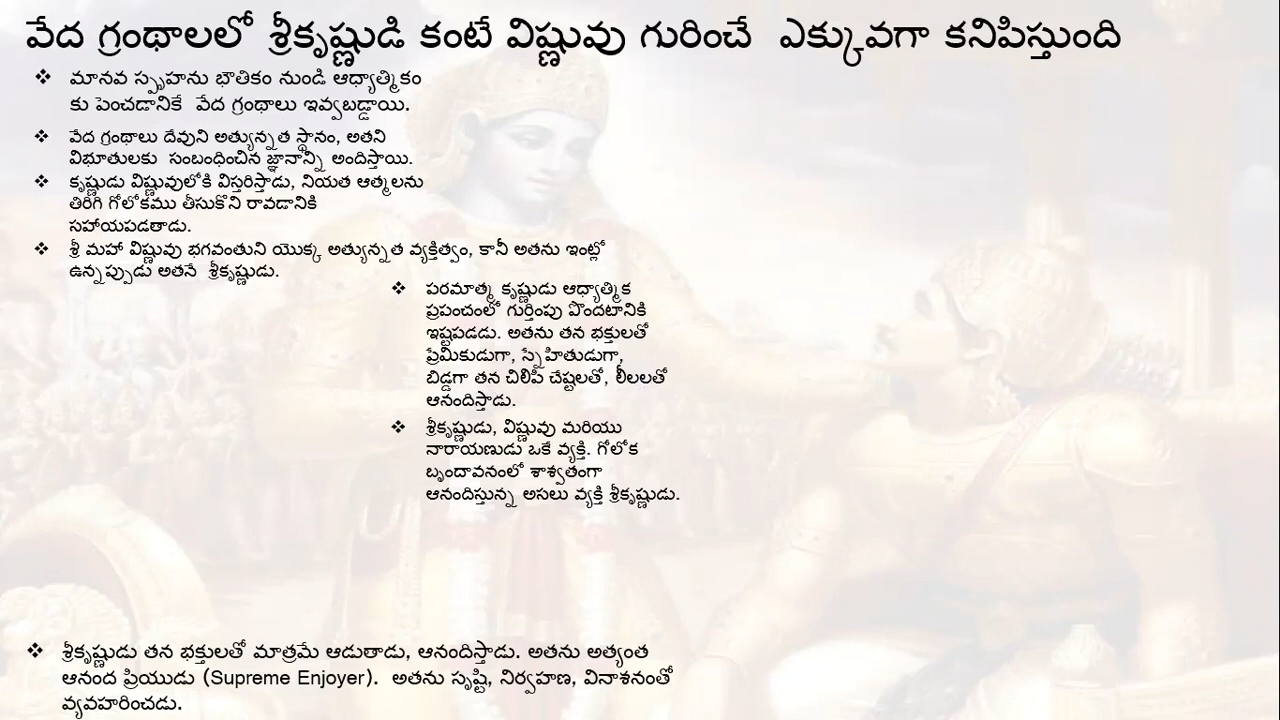 వేద గ్రంథాలలో శ్రీకృష్ణుడి కంటే విష్ణువు గురించే ఎక్కువగా కనిపిస్తుంది
❖ మానవ స్పృహను భౌతికం నుండి ఆధ్యాత్మికం
కు పెంచడానికే వేద గ్రంథాలు ఇవ్వబడ్డాయి.
❖ వేద గ్రంథాలు దేవుని అత్యున్నత స్థానం, అతని
విభూతులకు సంబంధించిన జ్ఞానాన్ని అందిస్తాయి.
❖ కృష్ణుడు విష్ణువులోకి విస్తరిస్తాడు, నియత ఆత్మలను
తిరిగి గోలోకము తీసుకొని రావడానికి
సహాయపడతాడు.
❖ శ్రీ మహా విష్ణువు భగవంతుని యొక్క అత్యున్నత వ్యక్తిత్వం, కానీ అతను ఇంట్లో
ఉన్నప్పుడు అతనే శ్రీకృష్ణుడు.
❖ పరమాత్మ కృష్ణుడు ఆధ్యాత్మిక
ప్రపంచంలో గుర్తింపు పొందటానికి
ఇష్టపడడు. అతను తన భక్తులతో
ప్రేమికుడుగా, స్నేహితుడుగా,
బిడ్డగా తన చిలిపి చేష్టలతో, లీలలతో
ఆనందిస్తాడు.
❖ శ్రీకృష్ణుడు, విష్ణువు మరియు
నారాయణుడు ఒకే వ్యక్తి. గోలోక
బృందావనంలో శాశ్వతంగా
ఆనందిస్తున్న అసలు వ్యక్తి శ్రీకృష్ణుడు.
❖ శ్రీకృష్ణుడు తన భక్తులతో మాత్రమే ఆడుతాడు, ఆనందిస్తాడు. అతను అత్యంత
ఆనంద ప్రియుడు (Supreme Enjoyer). అతను సృష్టి, నిర్వహణ, వినాశనంతో
వ్యవహరించడు.